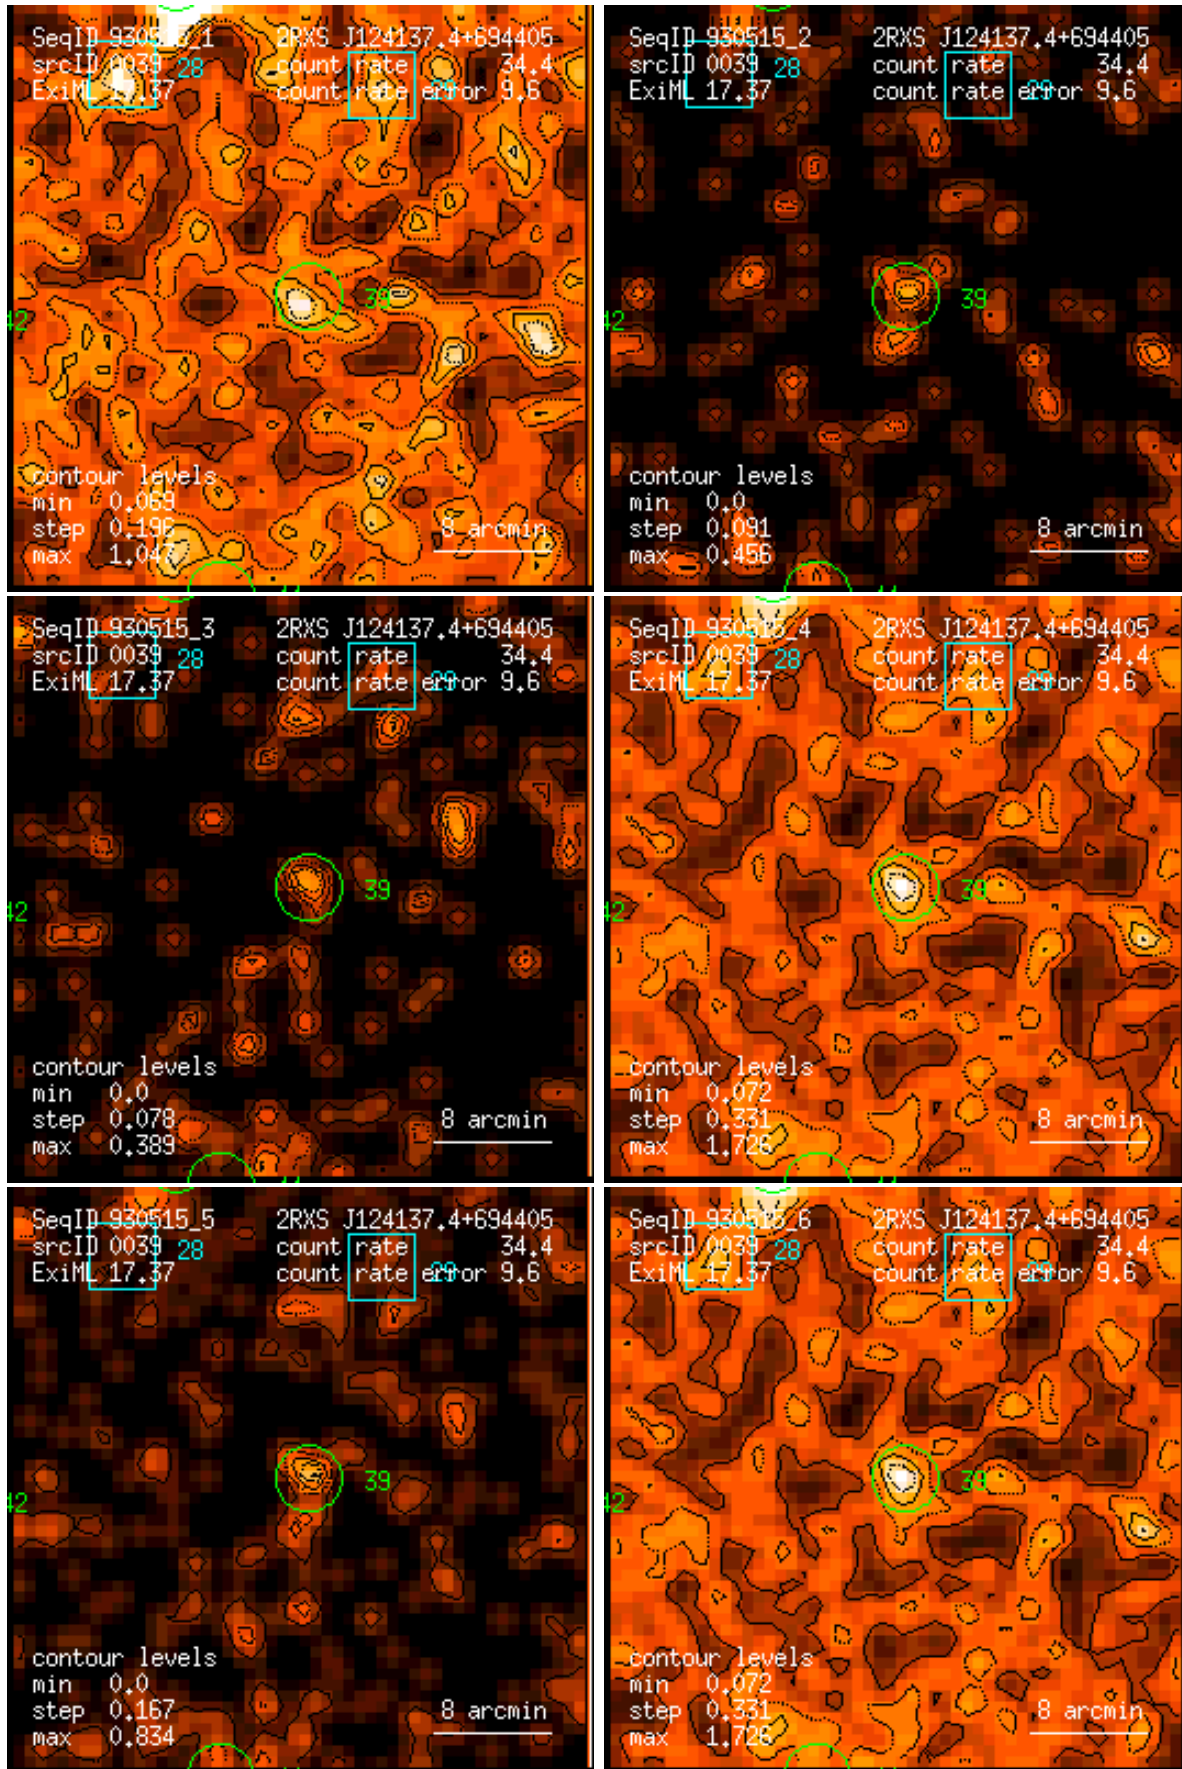 SeqID 930515_1 2RXS J124137.4+694405
srcID 0039 28 count rate 34.4
ExiML 17.37 count rate error 9.6
39
42
contour levels
min 0.069
step 0.196 8 arcmin
max 1.047
SeqID 930515_2 2RXS J124137.4+694405
srcID 0039 28 count rate 34.4
ExiML 17.37 count rate error 9.6
39
42
contour levels
min 0.0
step 0.091 8 arcmin
max 0.456
SeqID 930515_3 2RXS J124137.4+694405
srcID 0039 28 count rate 34.4
ExiML 17.37 count rate error 9.6
39
42
contour levels
min 0.0
step 0.078 8 arcmin
max 0.389
SeqID 930515_4 2RXS J124137.4+694405
srcID 0039 28 count rate 34.4
ExiML 17.37 count rate error 9.6
39
42
contour levels
min 0.072
step 0.331 8 arcmin
max 1.726
SeqID 930515_5 2RXS J124137.4+694405
srcID 0039 28 count rate 34.4
ExiML 17.37 count rate error 9.6
39
42
contour levels
min 0.0
step 0.167 8 arcmin
max 0.834
SeqID 930515_6 2RXS J124137.4+694405
srcID 0039 28 count rate 34.4
ExiML 17.37 count rate error 9.6
39
42
contour levels
min 0.072
step 0.331 8 arcmin
max 1.726